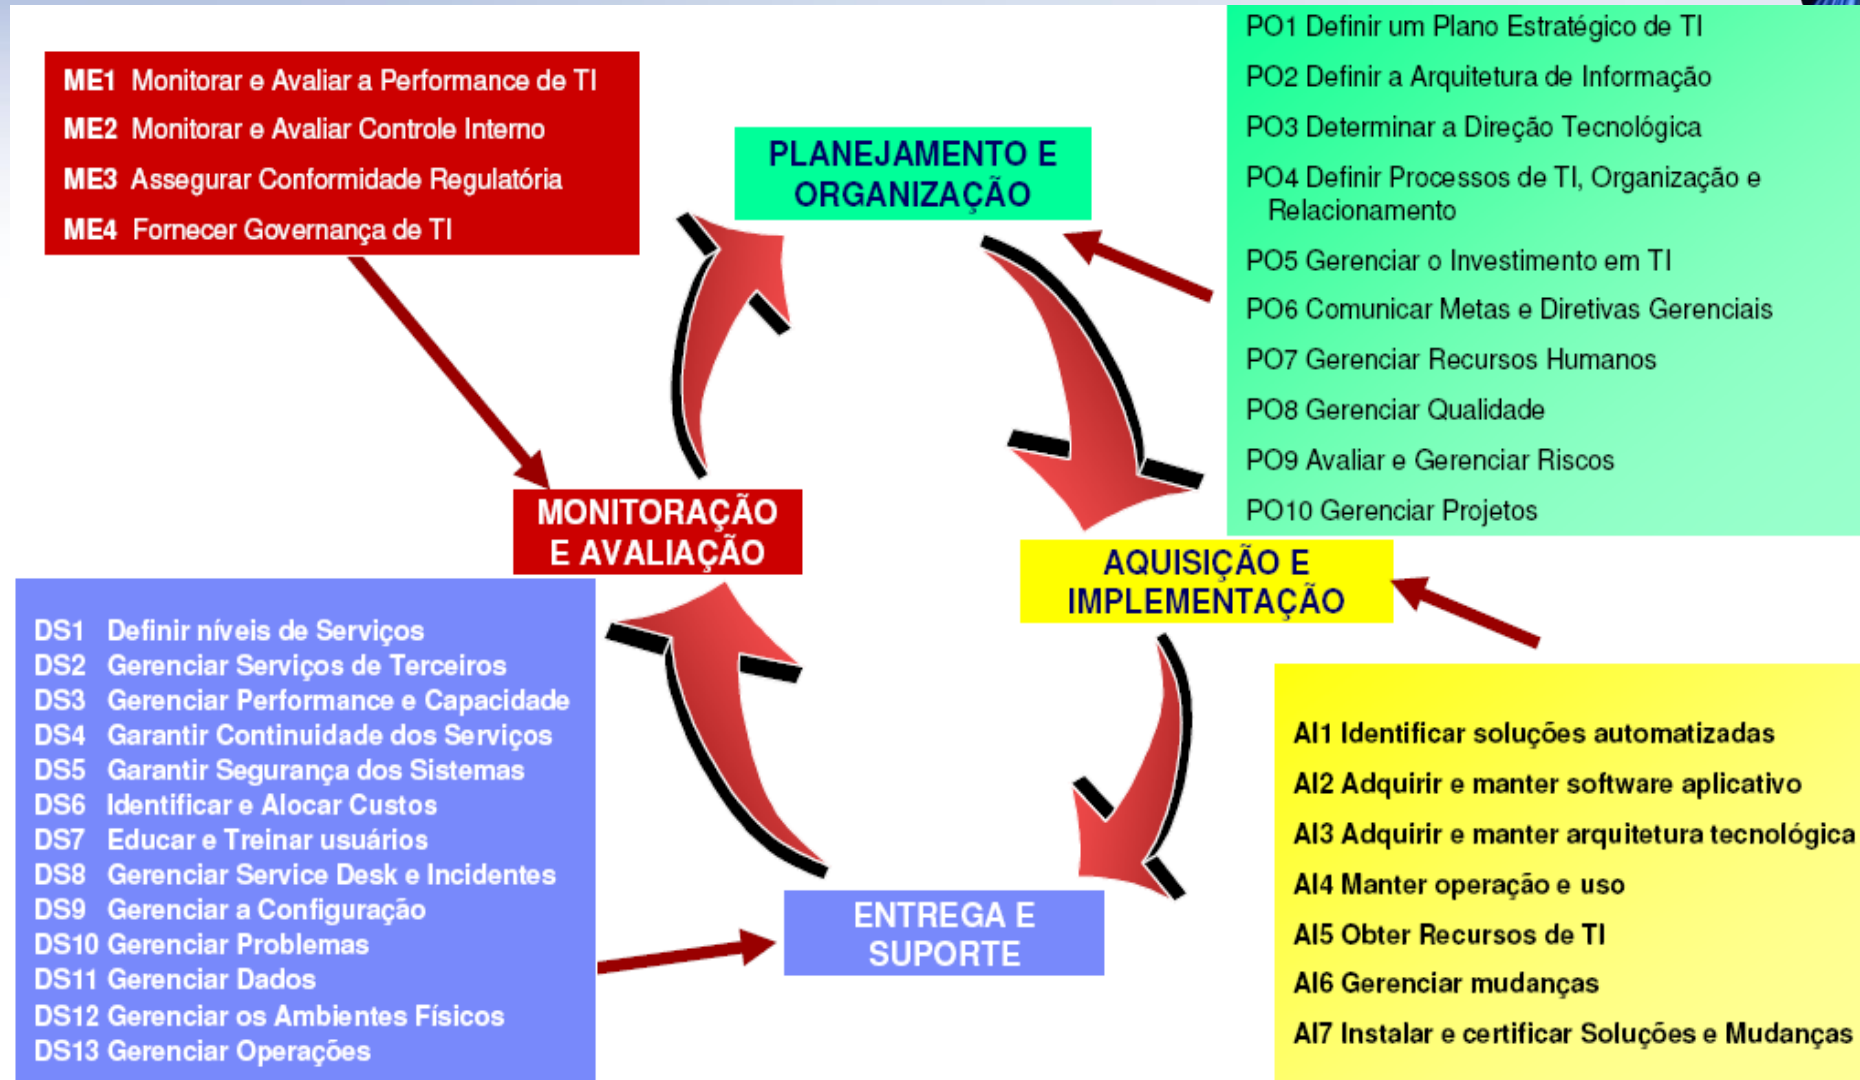 ME1 Monitorar e Avaliar a Performance de TI
ME2 Monitorar e Avaliar Controle Interno
ME3 Assegurar Conformidade Regulatória
ME4 Fornecer Governança de TI
PLANEJAMENTO E
ORGANIZAÇÃO
PO1 Definir um Plano Estratégico de TI
PO2 Definir a Arquitetura de Informação
PO3 Determinar a Direção Tecnológica
PO4 Definir Processos de TI, Organização e
Relacionamento
PO5 Gerenciar o Investimento em TI
PO6 Comunicar Metas e Diretivas Gerenciais
PO7 Gerenciar Recursos Humanos
PO8 Gerenciar Qualidade
PO9 Avaliar e Gerenciar Riscos
PO10 Gerenciar Projetos
MONITORAÇÃO
E AVALIAÇÃO
AQUISIÇÃO E
IMPLEMENTAÇÃO
DS1 Definir níveis de Serviços
DS2 Gerenciar Serviços de Terceiros
DS3 Gerenciar Performance e Capacidade
DS4 Garantir Continuidade dos Serviços
DS5 Garantir Segurança dos Sistemas
DS6 Identificar e Alocar Custos
DS7 Educar e Treinar usuários
DS8 Gerenciar Service Desk e Incidentes
DS9 Gerenciar a Configuração
DS10 Gerenciar Problemas
DS11 Gerenciar Dados
DS12 Gerenciar os Ambientes Físicos
DS13 Gerenciar Operações
ENTREGA E
SUPORTE
AI1 Identificar soluções automatizadas
AI2 Adquirir e manter software aplicativo
AI3 Adquirir e manter arquitetura tecnológica
AI4 Manter operação e uso
AI5 Obter Recursos de TI
AI6 Gerenciar mudanças
AI7 Instalar e certificar Soluções e Mudanças